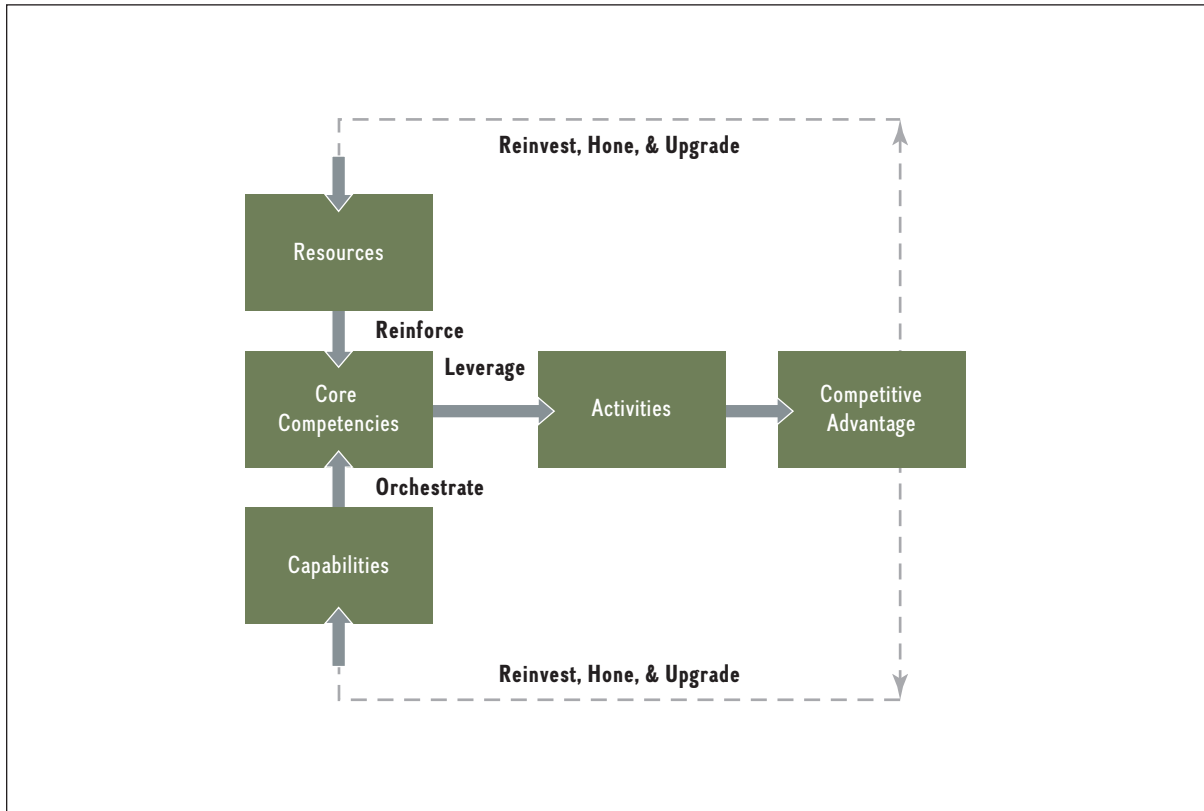 Reinvest, Hone, & Upgrade
Resources
Reinforce
Leverage
Core
Competencies
Activities
Competitive
Advantage
Orchestrate
Capabilities
Reinvest, Hone, & Upgrade